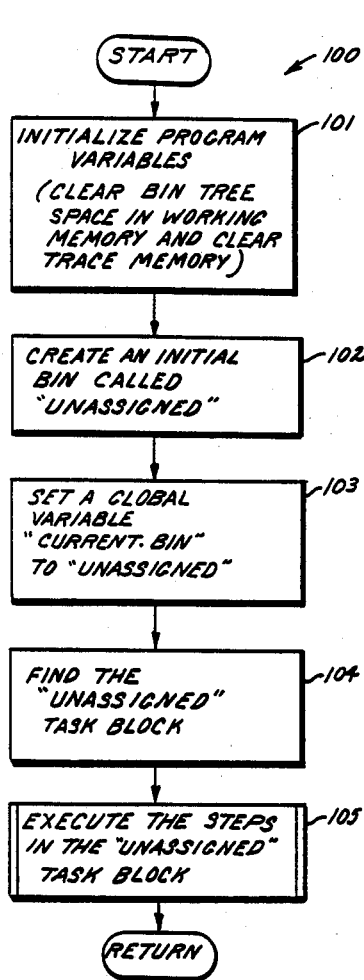 START
100
101
INITIALIZE PROGRAM
VARIABLES
(CLEAR BIN TREE
SPACE IN WORKING
MEMORY AND CLEAR
TRACE MEMORY)
102
CREATE AN INITIAL
BIN CALLED
"UNASSIGNED"
103
SET A GLOBAL
VARIABLE
"CURRENT.BIN"
TO "UNASSIGNED"
104
FIND THE
"UNASSIGNED"
TASK BLOCK
105
EXECUTE THE STEPS
IN THE "UNASSIGNED"
TASK BLOCK
RETURN